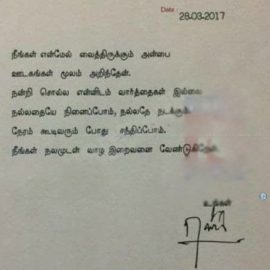 Date : 28-03-2017
நீங்கள் என்மேல் வைத்திருக்கும் அன்பை
ஊடகங்கள் மூலம் அறிந்தேன்.
நன்றி சொல்ல என்னிடம் வார்த்தைகள் இல்லை
நல்லதையே நினைப்போம், நல்லதே நடக்கும்.
நேரம் கூடிவரும் போது சந்திப்போம்.
நீங்கள் நலமுடன் வாழ இறைவனை வேண்டுகிறேன்.
உங்கள்